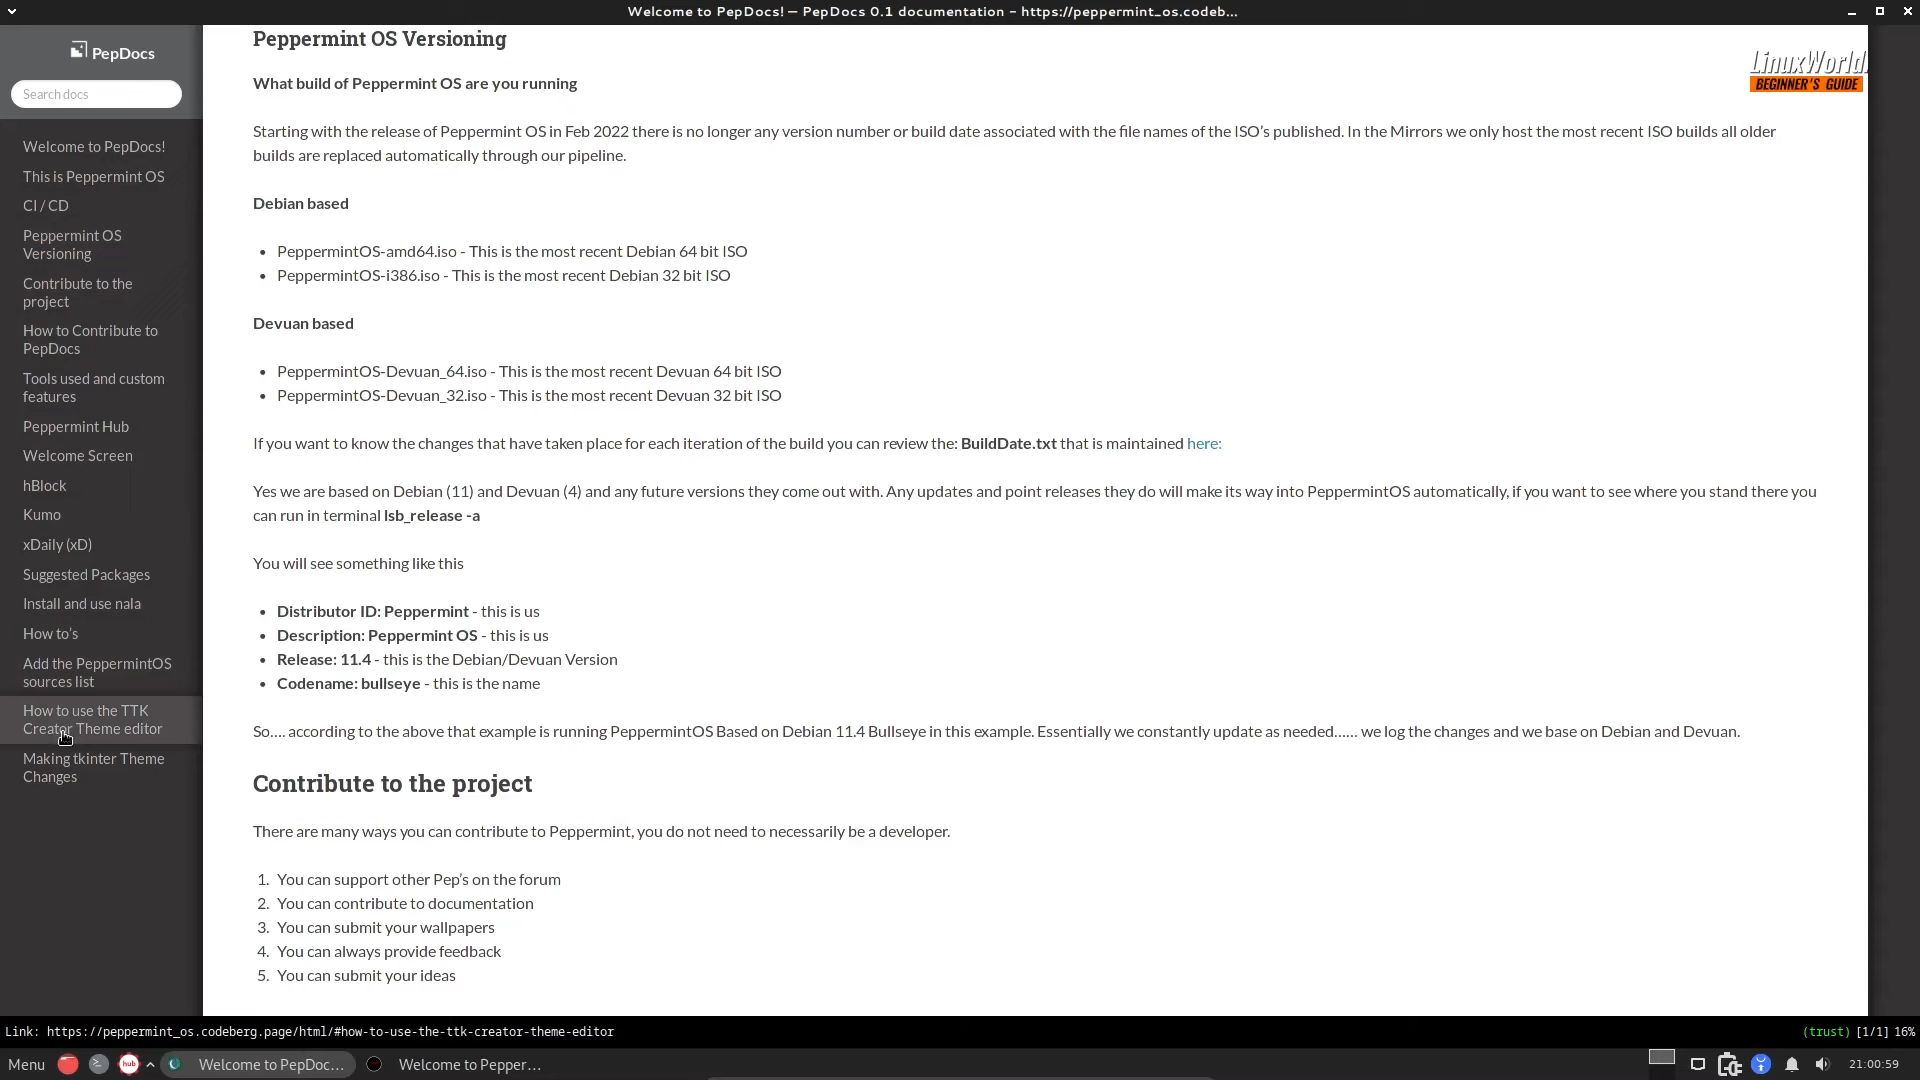 Welcome to PepDocs! — PepDocs 0.1 documentation - https://peppermint_os.codeb...
PepDocs
Search docs
Welcome to PepDocs!
This is Peppermint OS
CI / CD
Peppermint OS
Versioning
Contribute to the
project
How to Contribute to
PepDocs
Tools used and custom
features
Peppermint Hub
Welcome Screen
hBlock
Kumo
xDaily (xD)
Suggested Packages
Install and use nala
How to's
Add the PeppermintOS
sources list
How to use the TTK
Creator Theme editor
Making tkinter Theme
Changes
Peppermint OS Versioning
LinuxWorld.
BEGINNER'S GUIDE
What build of Peppermint OS are you running
Starting with the release of Peppermint OS in Feb 2022 there is no longer any version number or build date associated with the file names of the ISO's published. In the Mirrors we only host the most recent ISO builds all older
builds are replaced automatically through our pipeline.
Debian based
• PeppermintOS-amd64.iso - This is the most recent Debian 64 bit ISO
• PeppermintOS-i386.iso - This is the most recent Debian 32 bit ISO
Devuan based
• PeppermintOS-Devuan_64.iso - This is the most recent Devuan 64 bit ISO
• PeppermintOS-Devuan_32.iso - This is the most recent Devuan 32 bit ISO
If you want to know the changes that have taken place for each iteration of the build you can review the: BuildDate.txt that is maintained here:
Yes we are based on Debian (11) and Devuan (4) and any future versions they come out with. Any updates and point releases they do will make its way into PeppermintOS automatically, if you want to see where you stand there you
can run in terminal lsb_release -a
You will see something like this
• Distributor ID: Peppermint - this is us
• Description: Peppermint OS - this is us
• Release: 11.4 - this is the Debian/Devuan Version
• Codename: bullseye - this is the name
So.... according to the above that example is running PeppermintOS Based on Debian 11.4 Bullseye in this example. Essentially we constantly update as needed...... we log the changes and we base on Debian and Devuan.
Contribute to the project
There are many ways you can contribute to Peppermint, you do not need to necessarily be a developer.
1. You can support other Pep's on the forum
2. You can contribute to documentation
3. You can submit your wallpapers
4. You can always provide feedback
5. You can submit your ideas
Link: https://peppermint_os.codeberg.page/html/#how-to-use-the-ttk-creator-theme-editor
(trust) [1/1] 16%
Menu
hub
Welcome to PepDoc...
Welcome to Pepper...
21:00:59